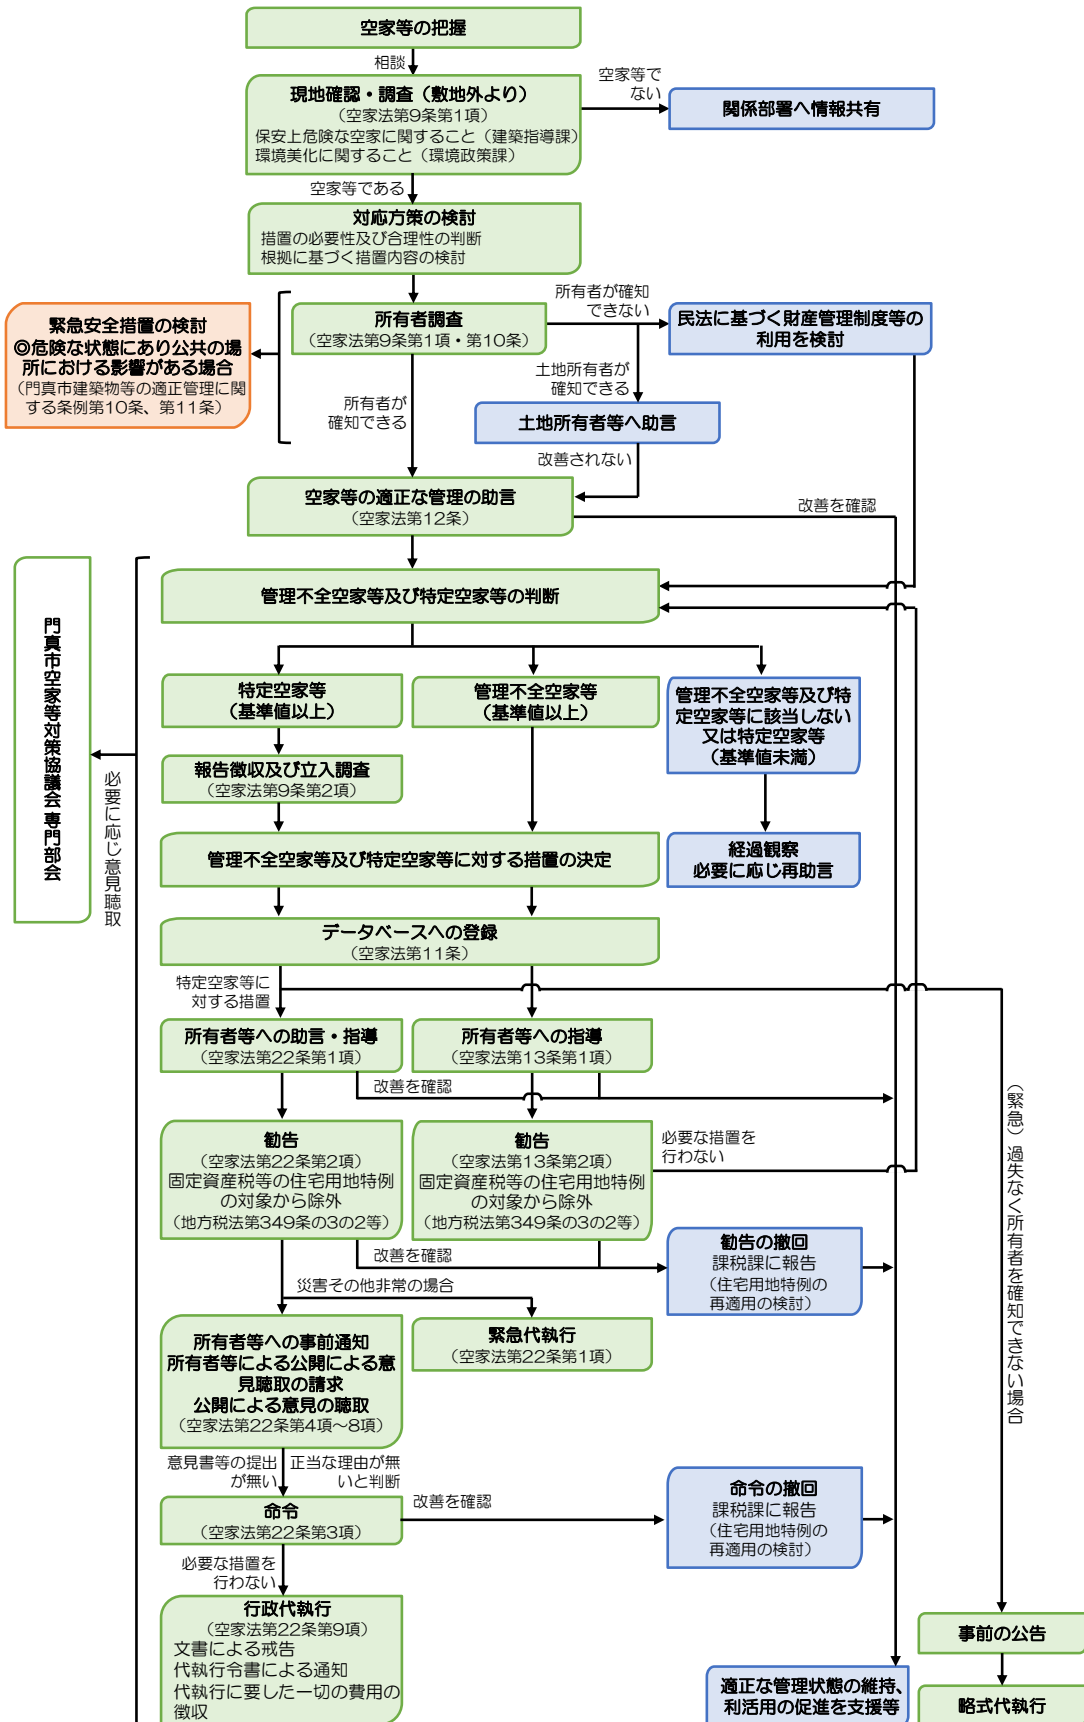 空家等の把握
相談
現地確認・調査（敷地外より）
（空家法第9条第1項）
保安上危険な空家に関すること（建築指導課）
環境美化に関すること（環境政策課）
空家等で
ない
関係部署へ情報共有
空家等である
対応方策の検討
措置の必要性及び合理性の判断
根拠に基づく措置内容の検討
緊急安全措置の検討
◎危険な状態にあり公共の場
所における影響がある場合
（門真市建築物等の適正管理に関
する条例第10条、第11条）
所有者調査
（空家法第9条第1項・第10条）
所有者が確知
できない
民法に基づく財産管理制度等の
利用を検討
土地所有者が
確知できる
土地所有者等へ助言
改善されない
所有者が
確知できる
空家等の適正な管理の助言
（空家法第12条）
改善を確認
門真市空家等対策協議会 専門部会
必要に応じ意見聴取
管理不全空家等及び特定空家等の判断
特定空家等
（基準値以上）
管理不全空家等
（基準値以上）
管理不全空家等及び特
定空家等に該当しない
又は特定空家等
（基準値未満）
報告徴収及び立入調査
（空家法第9条第2項）
管理不全空家等及び特定空家等に対する措置の決定
経過観察
必要に応じ再助言
データベースへの登録
（空家法第11条）
特定空家等に
対する措置
所有者等への助言・指導
（空家法第22条第1項）
所有者等への指導
（空家法第13条第1項）
改善を確認
勧告
（空家法第22条第2項）
固定資産税等の住宅用地特例
の対象から除外
（地方税法第349条の3の2等）
勧告
（空家法第13条第2項）
固定資産税等の住宅用地特例
の対象から除外
（地方税法第349条の3の2等）
必要な措置を
行わない
（緊急）過失なく所有者を確知できない場合
改善を確認
勧告の撤回
課税課に報告
（住宅用地特例の
再適用の検討）
災害その他非常の場合
緊急代執行
（空家法第22条第1項）
所有者等への事前通知
所有者等による公開による意
見聴取の請求
公開による意見の聴取
（空家法第22条第4項～8項）
意見書等の提出
が無い
正当な理由が無
いと判断
命令
（空家法第22条第3項）
改善を確認
命令の撤回
課税課に報告
（住宅用地特例の
再適用の検討）
必要な措置を
行わない
行政代執行
（空家法第22条第9項）
文書による戒告
代執行令書による通知
代執行に要した一切の費用の
徴収
事前の公告
適正な管理状態の維持、
利活用の促進を支援等
略式代執行